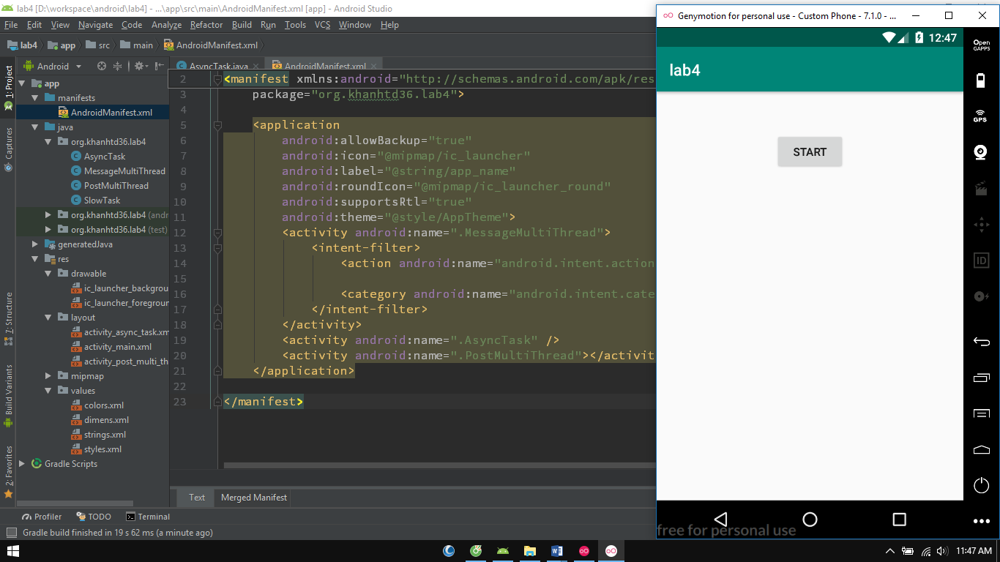 lab4 [D:\workspace\android\lab4] - ...\app\src\main\AndroidManifest.xml [app] - Android Studio
File Edit View Navigate Code Analyze Refactor Build Run Tools VCS Window Help
lab4 app src main AndroidManifest.xml
Android
AsyncTask.java AndroidManifest.xml
1: Project
Captures
7: Structure
Build Variants
2: Favorites
app
manifests
AndroidManifest.xml
java
org.khanhtd36.lab4
AsyncTask
MessageMultiThread
PostMultiThread
SlowTask
org.khanhtd36.lab4 (andr
org.khanhtd36.lab4 (test)
generatedJava
res
drawable
ic_launcher_backgrou
ic_launcher_foregroun
layout
activity_async_task.xm
activity_main.xml
activity_post_multi_th
mipmap
values
colors.xml
dimens.xml
strings.xml
styles.xml
Gradle Scripts
2 <manifest xmlns:android="http://schemas.android.com/apk/res
3 package="org.khanhtd36.lab4">
4
5 <application
6 android:allowBackup="true"
7 android:icon="@mipmap/ic_launcher"
8 android:label="@string/app_name"
9 android:roundIcon="@mipmap/ic_launcher_round"
10 android:supportsRtl="true"
11 android:theme="@style/AppTheme">
12 <activity android:name=".MessageMultiThread">
13 <intent-filter>
14 <action android:name="android.intent.action
15
16 <category android:name="android.intent.cate
17 </intent-filter>
18 </activity>
19 <activity android:name=".AsyncTask" />
20 <activity android:name=".PostMultiThread"></activit
21 </application>
22
23 </manifest>
Text Merged Manifest
Profiler TODO Terminal
Gradle build finished in 19 s 62 ms (a minute ago)
Genymotion for personal use - Custom Phone - 7.1.0 - ...
12:47
lab4
START
free for personal use
Open
GAPPS
GPS
ID
11:47 AM